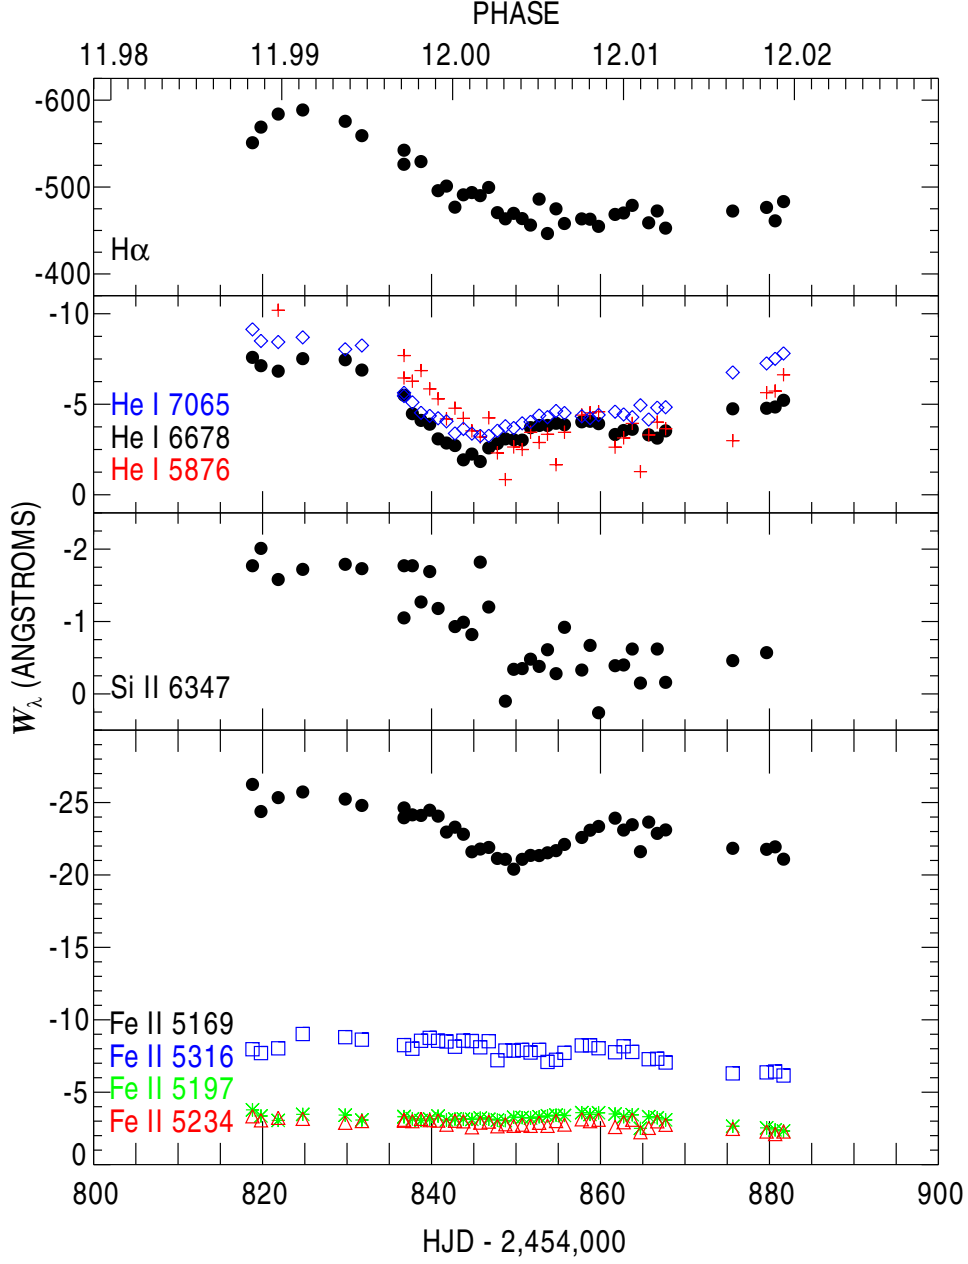 PHASE
11.98 11.99 12.00 12.01 12.02
-600
-500
-400
Hα
-10
-5
0
He I 7065
He I 6678
He I 5876
-2
-1
0
Si II 6347
W_λ (ANGSTROMS)
-25
-20
-15
-10
-5
0
Fe II 5169
Fe II 5316
Fe II 5197
Fe II 5234
800 820 840 860 880 900
HJD - 2,454,000